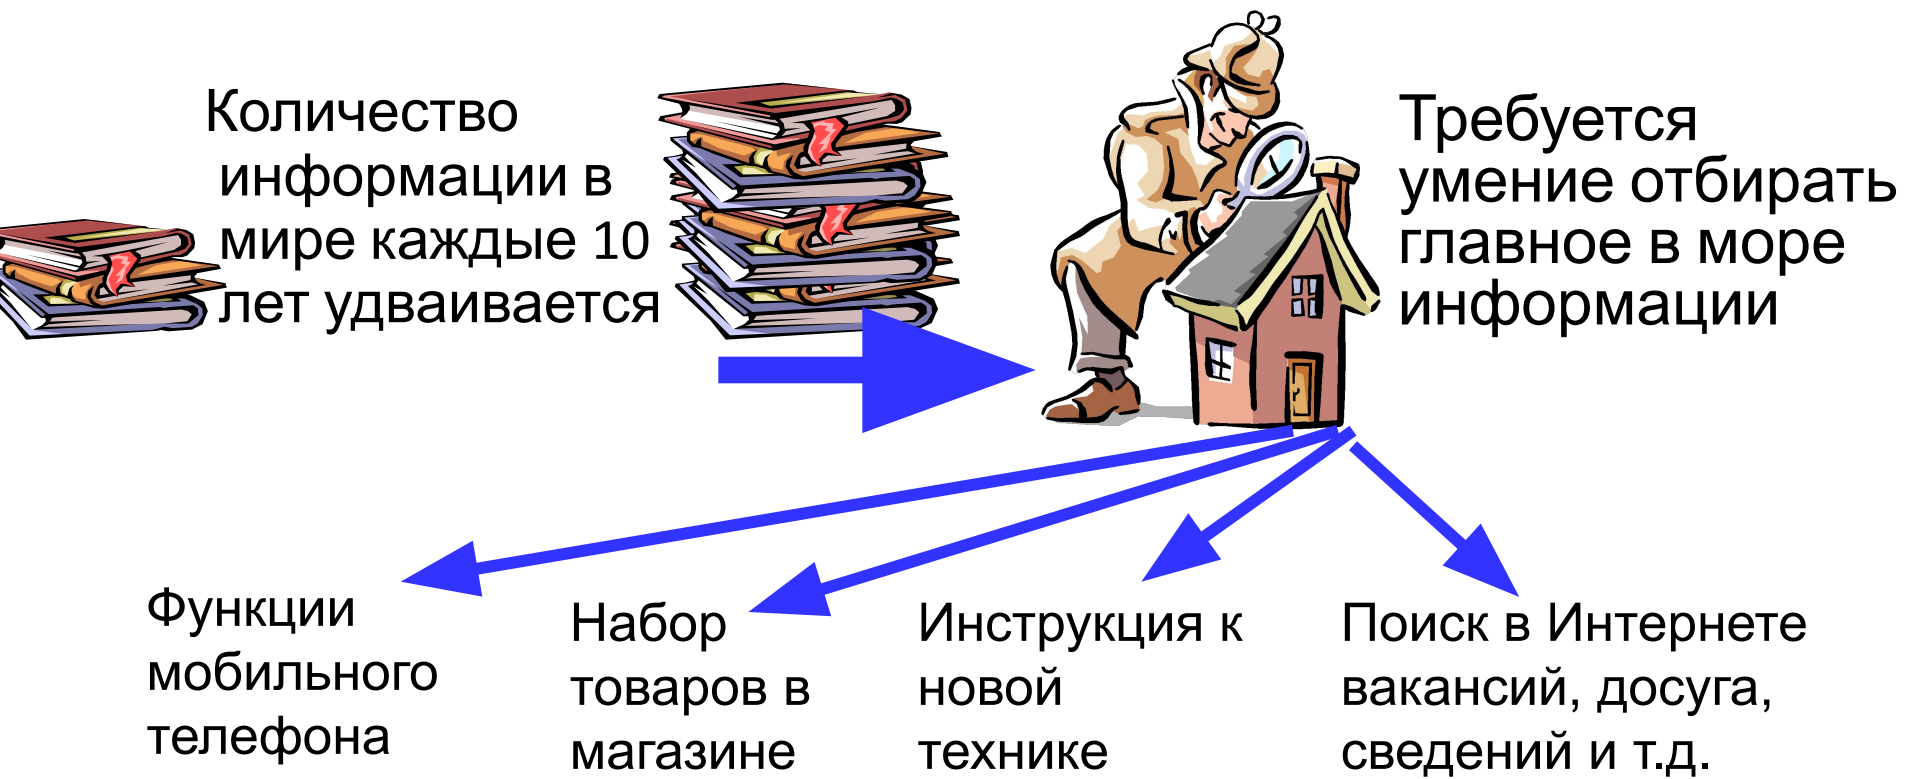 Количество
информации в
мире каждые 10
лет удваивается
Требуется
умение отбирать
главное в море
информации
Функции
мобильного
телефона
Набор
товаров в
магазине
Инструкция к
новой
технике
Поиск в Интернете
вакансий, досуга,
сведений и т.д.